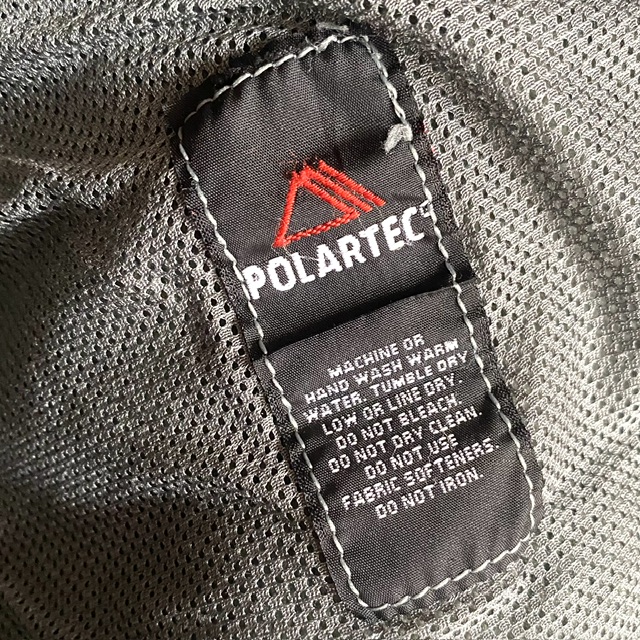 POLARTEC
MACHINE OR
HAND WASH WARM
WATER. TUMBLE DRY
LOW OR LINE DRY.
DO NOT BLEACH.
DO NOT DRY CLEAN.
DO NOT USE
FABRIC SOFTENERS.
DO NOT IRON.